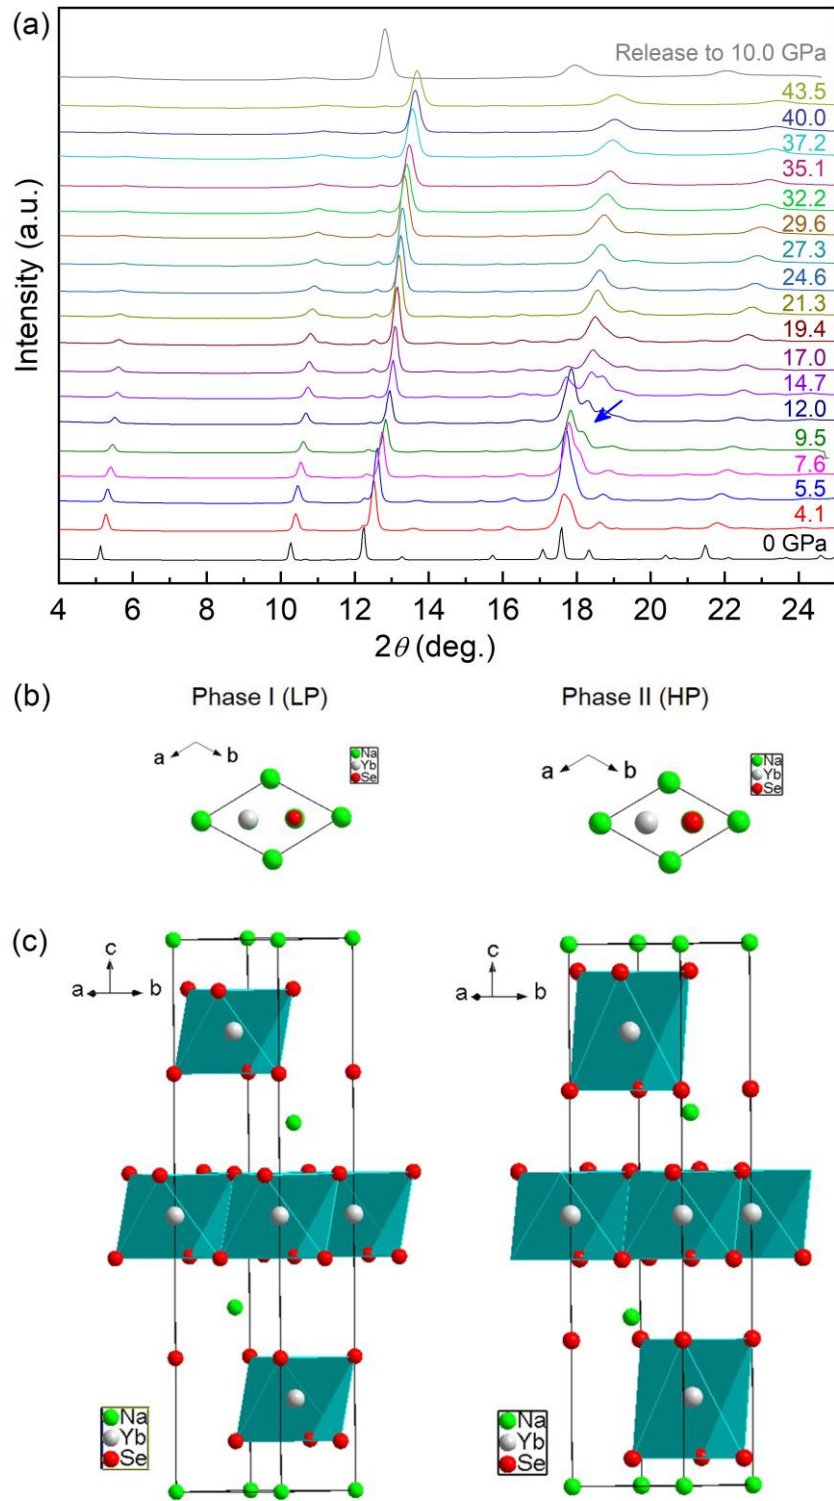 (a)
Release to 10.0 GPa
43.5
40.0
37.2
35.1
32.2
29.6
27.3
24.6
21.3
19.4
17.0
14.7
12.0
9.5
7.6
5.5
4.1
0 GPa
Intensity (a.u.)
4 6 8 10 12 14 16 18 20 22 24
2θ (deg.)
(b)
Phase I (LP)
Phase II (HP)
a b
Na
Yb
Se
a b
Na
Yb
Se
(c)
c
a b
c
a b
Na
Yb
Se
Na
Yb
Se